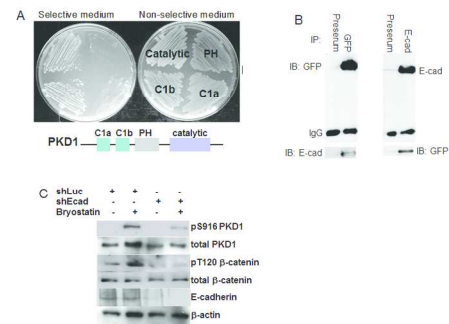 A
Selective medium
Non-selective medium
Catalytic
PH
C1b
C1a
C1a C1b PH catalytic
PKD1
B
IP:
Preserum
GFP
Preserum
E-cad
IB: GFP
E-cad
IgG
IB: E-cad
IB: GFP
C
shLuc + + - -
shEcad - - + +
Bryostatin - + - +
pS916 PKD1
total PKD1
pT120 β-catenin
total β-catenin
E-cadherin
β-actin